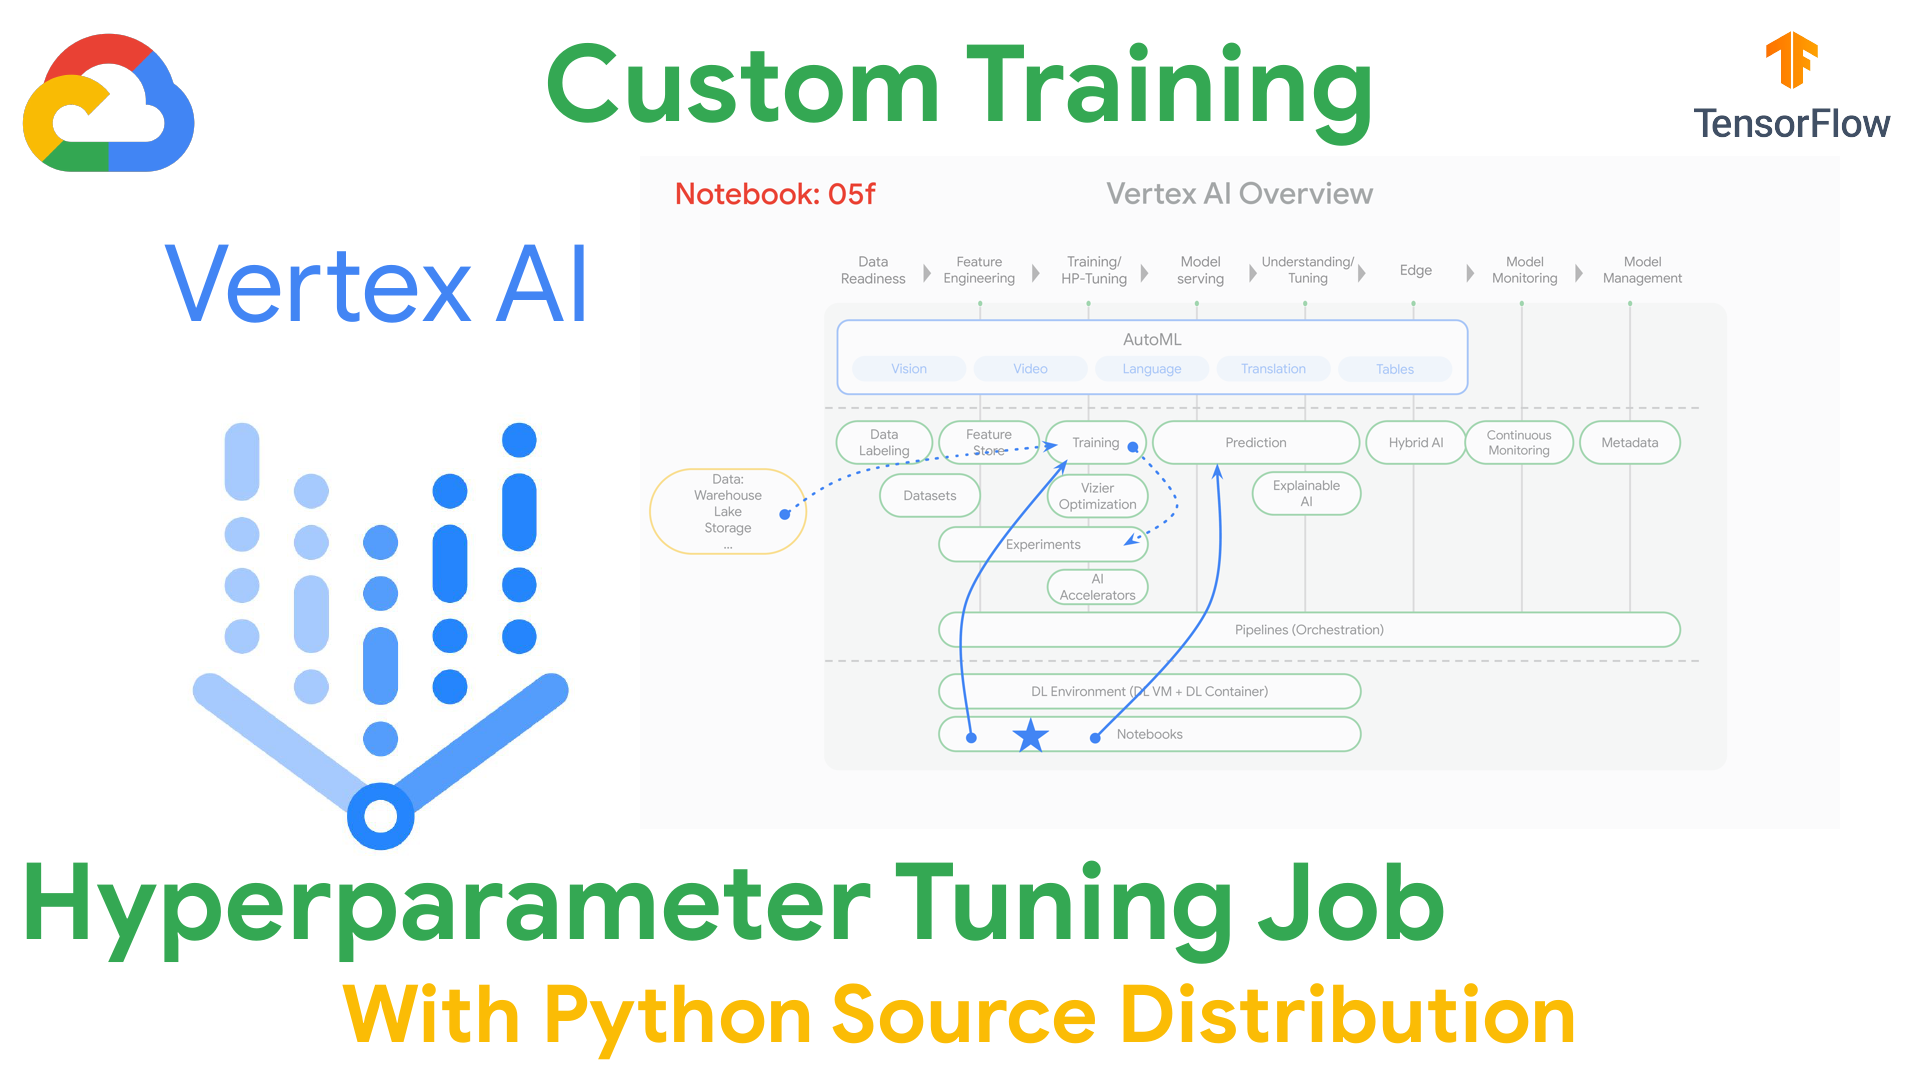 Custom Training
TensorFlow
Notebook: 05f
Vertex AI Overview
Vertex AI
Data
Readiness
Feature
Engineering
Training/
HP-Tuning
Model
serving
Understanding/
Tuning
Edge
Model
Monitoring
Model
Management
AutoML
Vision
Video
Language
Translation
Tables
Data
Labeling
Feature
Store
Training
Prediction
Hybrid AI
Continuous
Monitoring
Metadata
Data:
Warehouse
Lake
Storage
...
Datasets
Vizier
Optimization
Explainable
AI
Experiments
AI
Accelerators
Pipelines (Orchestration)
DL Environment (DL VM + DL Container)
Notebooks
Hyperparameter Tuning Job
With Python Source Distribution